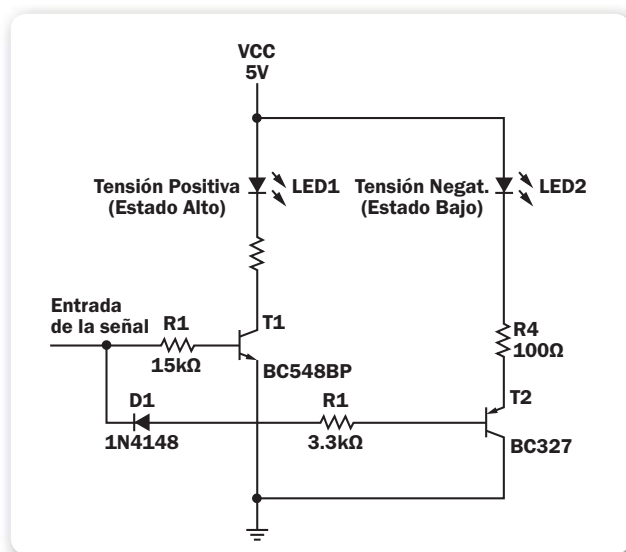 VCC
5V
Tensión Positiva
(Estado Alto)
LED1
Tensión Negat.
(Estado Bajo)
LED2
Entrada
de la señal
R1
15kΩ
T1
BC548BP
R4
100Ω
D1
1N4148
R1
3.3kΩ
T2
BC327